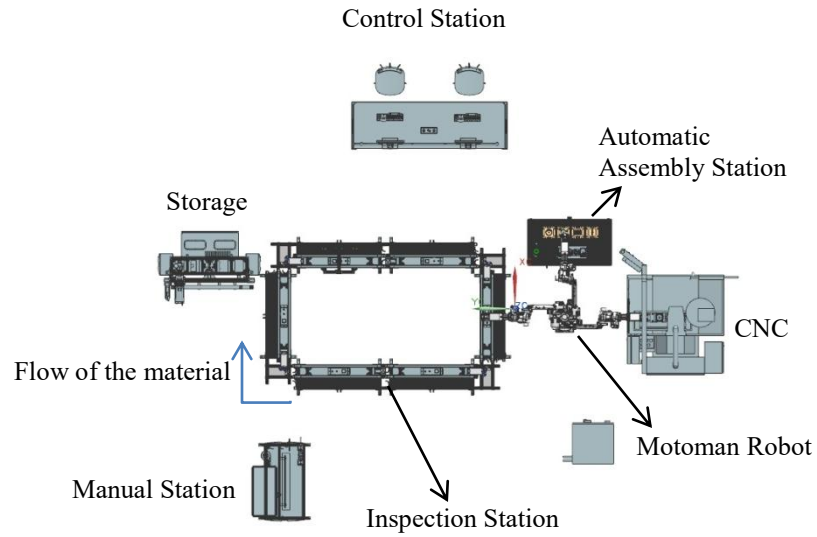 Control Station
Automatic
Assembly Station
Storage
CNC
Flow of the material
Motoman Robot
Manual Station
Inspection Station